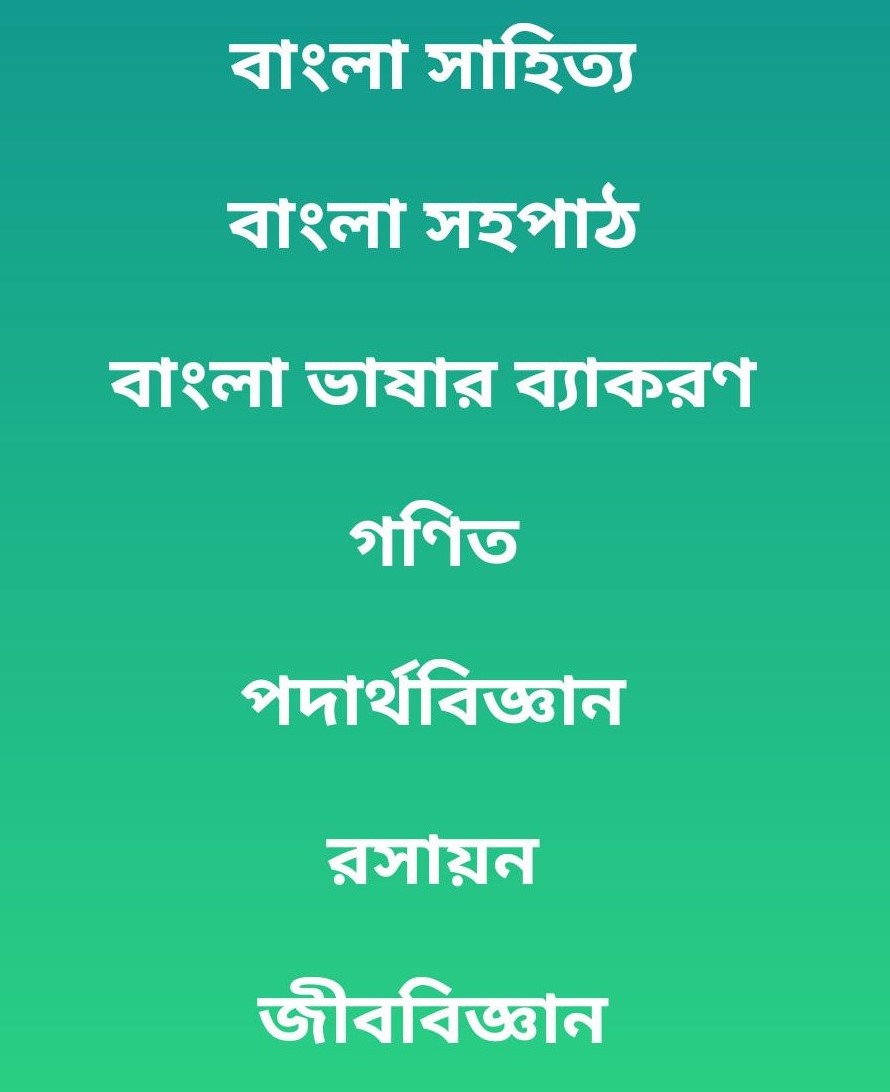 বাংলা সাহিত্য
বাংলা সহপাঠ
বাংলা ভাষার ব্যাকরণ
গণিত
পদার্থবিজ্ঞান
রসায়ন
জীববিজ্ঞান